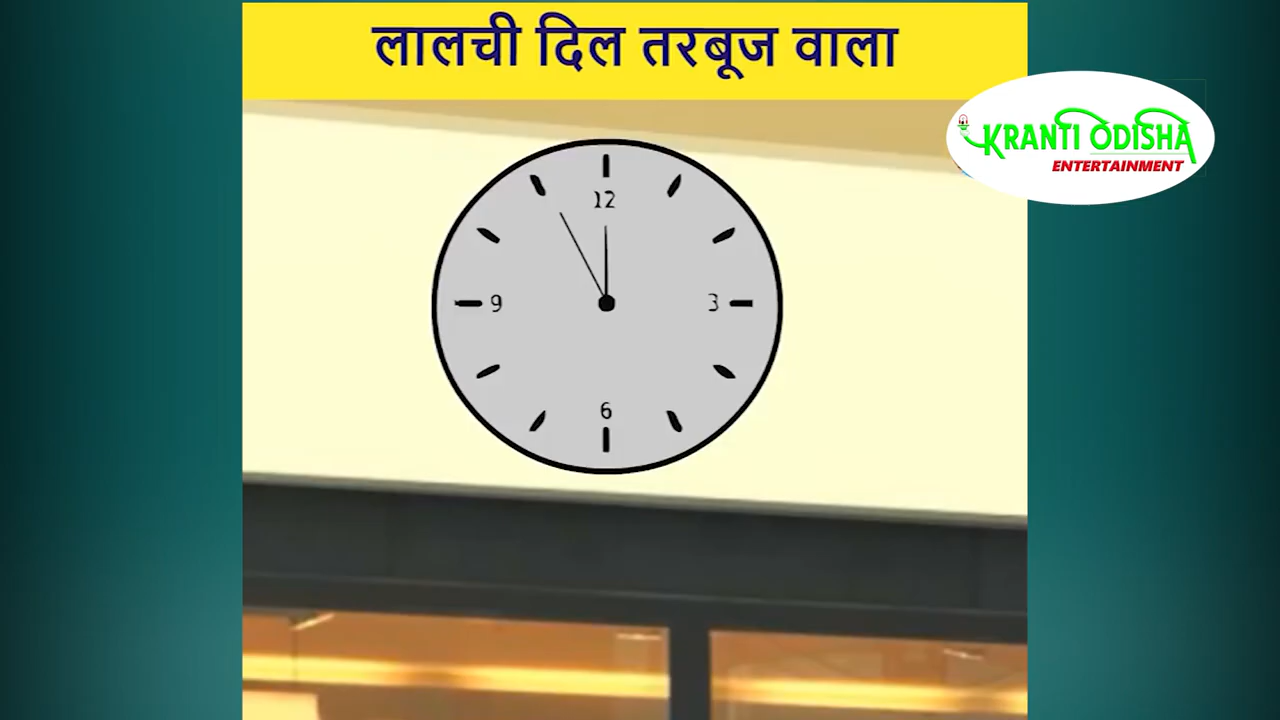 लालची दिल तरबूज वाला
KRANTI ODISHA
ENTERTAINMENT
12
9
3
6